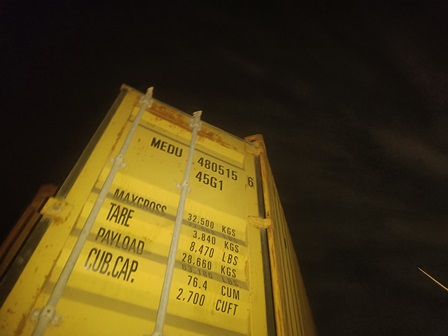 MEDU 480515 6
45G1
MAXGROSS 32.500 KGS
TARE 3.840 KGS
8.470 LBS
PAYLOAD 28.660 KGS
CUB.CAP. 76.4 CUM
2,700 CUFT